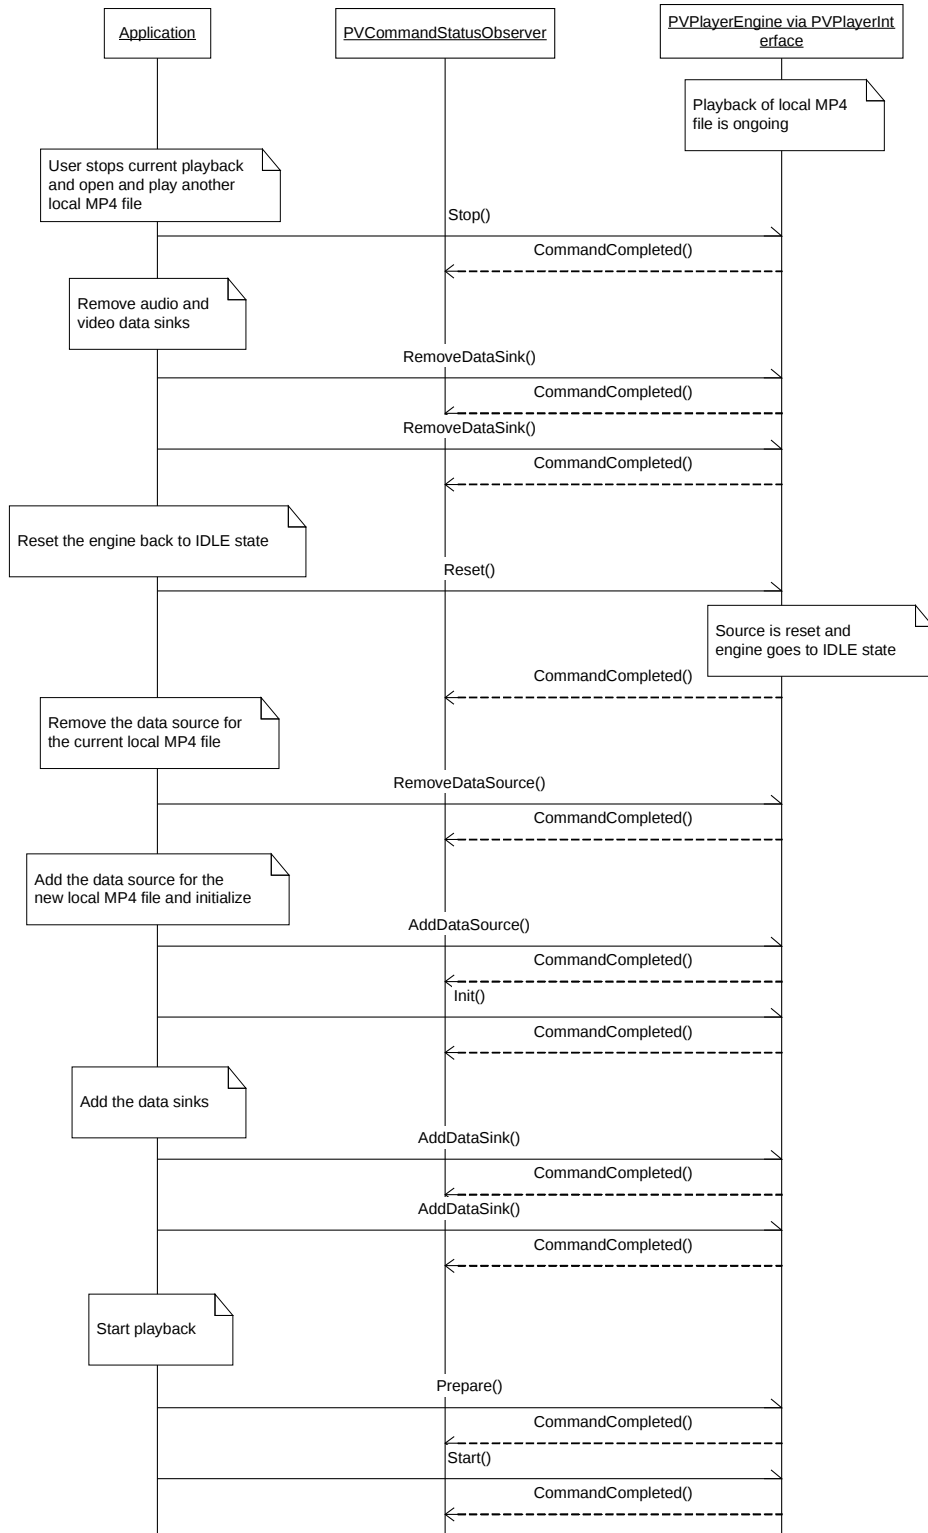 Application
PVCommandStatusObserver
PVPlayerEngine via PVPlayerInt
erface
Playback of local MP4
file is ongoing
User stops current playback
and open and play another
local MP4 file
Stop()
CommandCompleted()
Remove audio and
video data sinks
RemoveDataSink()
CommandCompleted()
RemoveDataSink()
CommandCompleted()
Reset the engine back to IDLE state
Reset()
Source is reset and
engine goes to IDLE state
CommandCompleted()
Remove the data source for
the current local MP4 file
RemoveDataSource()
CommandCompleted()
Add the data source for the
new local MP4 file and initialize
AddDataSource()
CommandCompleted()
Init()
CommandCompleted()
Add the data sinks
AddDataSink()
CommandCompleted()
AddDataSink()
CommandCompleted()
Start playback
Prepare()
CommandCompleted()
Start()
CommandCompleted()